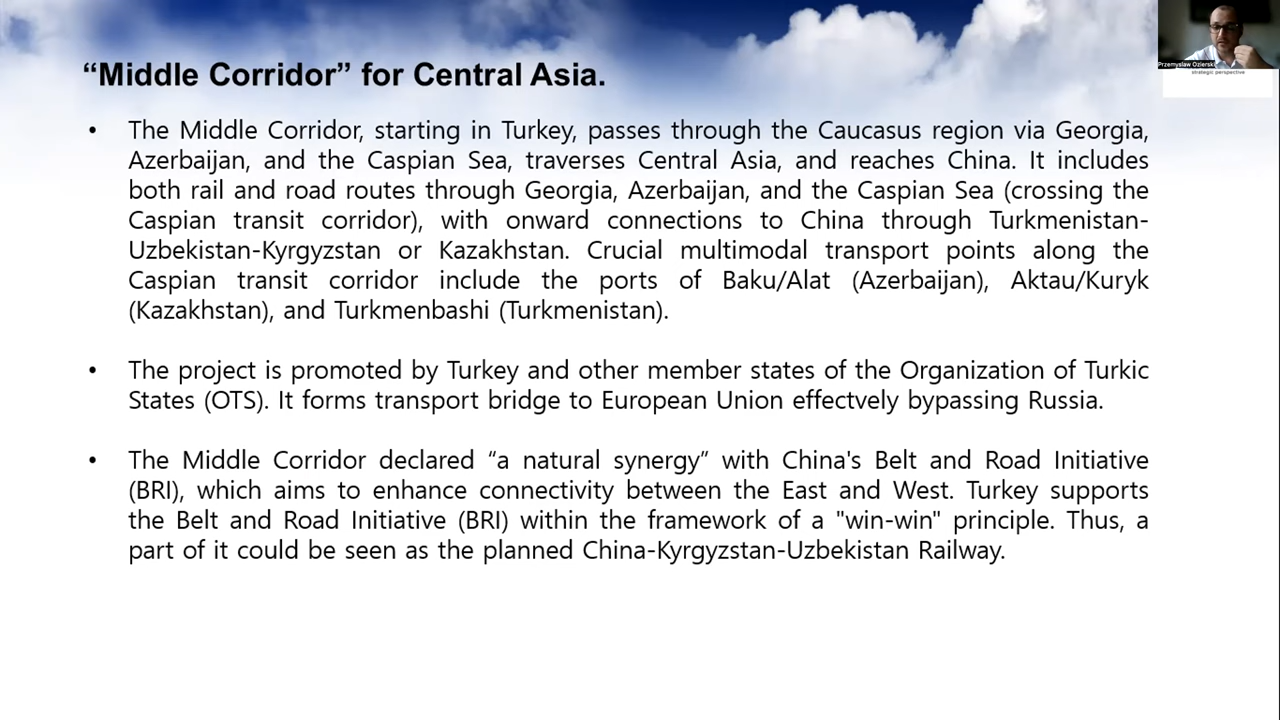 “Middle Corridor” for Central Asia.
• The Middle Corridor, starting in Turkey, passes through the Caucasus region via Georgia,
Azerbaijan, and the Caspian Sea, traverses Central Asia, and reaches China. It includes
both rail and road routes through Georgia, Azerbaijan, and the Caspian Sea (crossing the
Caspian transit corridor), with onward connections to China through Turkmenistan-
Uzbekistan-Kyrgyzstan or Kazakhstan. Crucial multimodal transport points along the
Caspian transit corridor include the ports of Baku/Alat (Azerbaijan), Aktau/Kuryk
(Kazakhstan), and Turkmenbashi (Turkmenistan).
• The project is promoted by Turkey and other member states of the Organization of Turkic
States (OTS). It forms transport bridge to European Union effectvely bypassing Russia.
• The Middle Corridor declared “a natural synergy” with China's Belt and Road Initiative
(BRI), which aims to enhance connectivity between the East and West. Turkey supports
the Belt and Road Initiative (BRI) within the framework of a "win-win" principle. Thus, a
part of it could be seen as the planned China-Kyrgyzstan-Uzbekistan Railway.
Przemyslaw Ozierski
strategic perspective